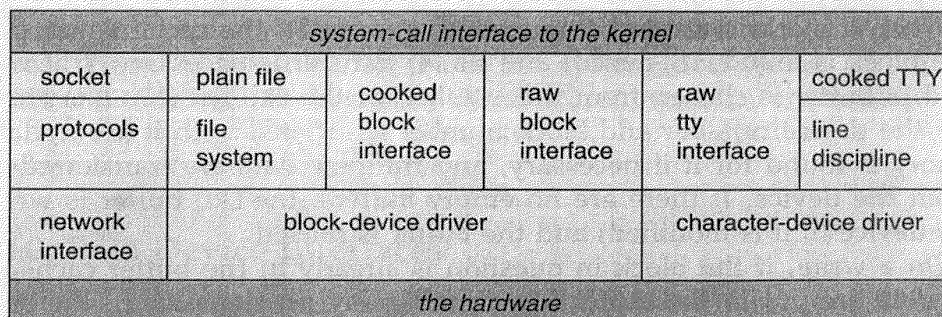 system-call interface to the kernel
socket
plain file
cooked
block
interface
raw
block
interface
raw
tty
interface
cooked TTY
protocols
file
system
line
discipline
network
interface
block-device driver
character-device driver
the hardware